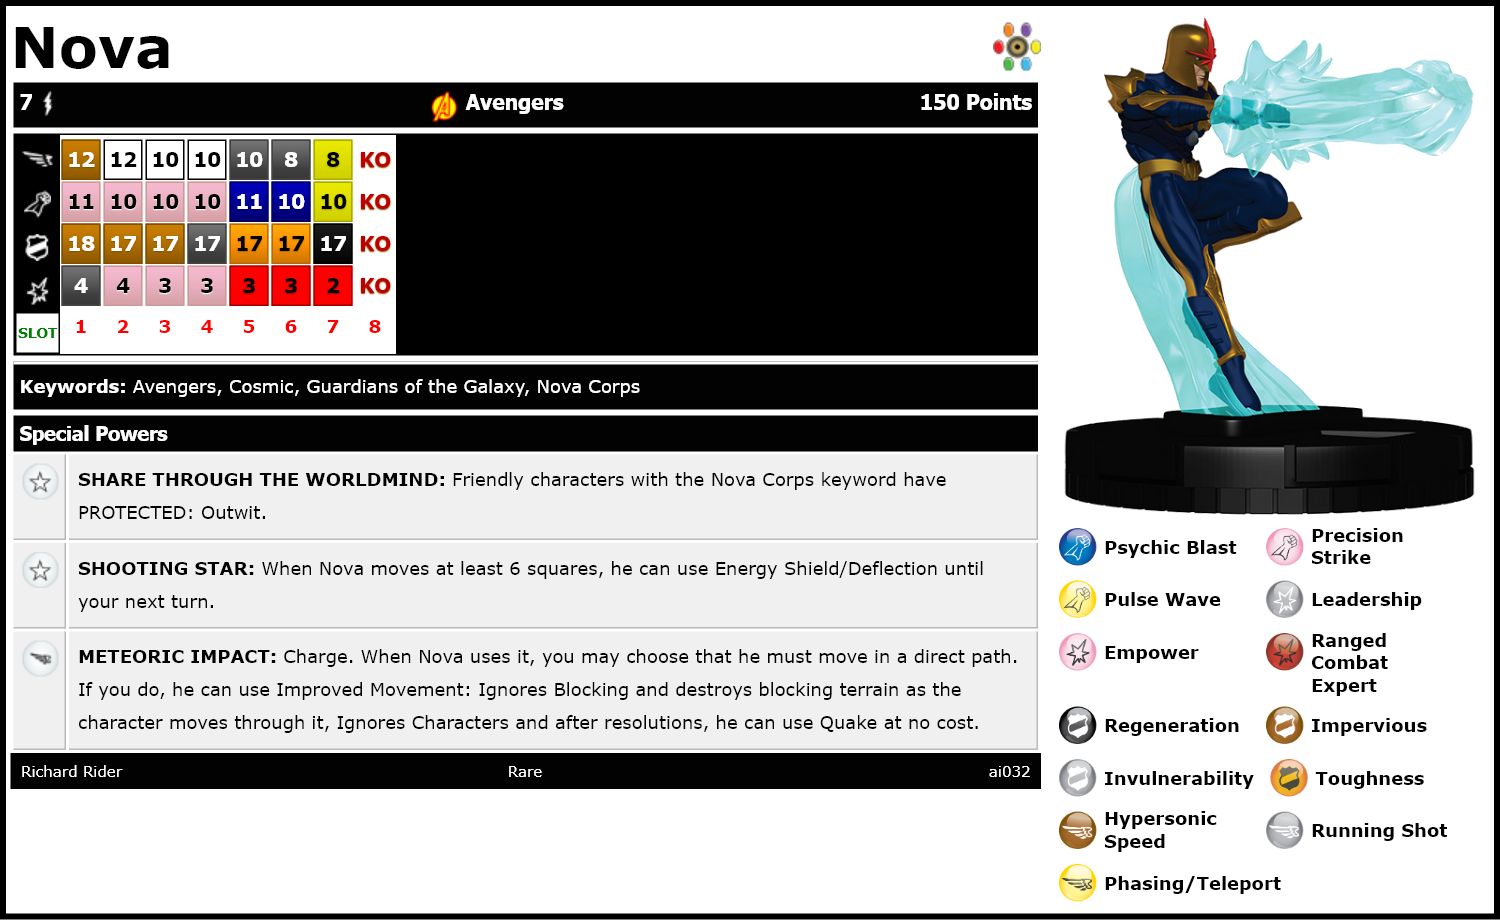 Nova
7 Avengers 150 Points
12 12 10 10 10 8 8 KO
11 10 10 10 11 10 10 KO
18 17 17 17 17 17 17 KO
4 4 3 3 3 3 2 KO
SLOT 1 2 3 4 5 6 7 8
Keywords: Avengers, Cosmic, Guardians of the Galaxy, Nova Corps
Special Powers
SHARE THROUGH THE WORLDMIND: Friendly characters with the Nova Corps keyword have
PROTECTED: Outwit.
SHOOTING STAR: When Nova moves at least 6 squares, he can use Energy Shield/Deflection until
your next turn.
METEORIC IMPACT: Charge. When Nova uses it, you may choose that he must move in a direct path.
If you do, he can use Improved Movement: Ignores Blocking and destroys blocking terrain as the
character moves through it, Ignores Characters and after resolutions, he can use Quake at no cost.
Richard Rider Rare ai032
Psychic Blast
Precision
Strike
Pulse Wave
Leadership
Empower
Ranged
Combat
Expert
Regeneration
Impervious
Invulnerability
Toughness
Hypersonic
Speed
Running Shot
Phasing/Teleport